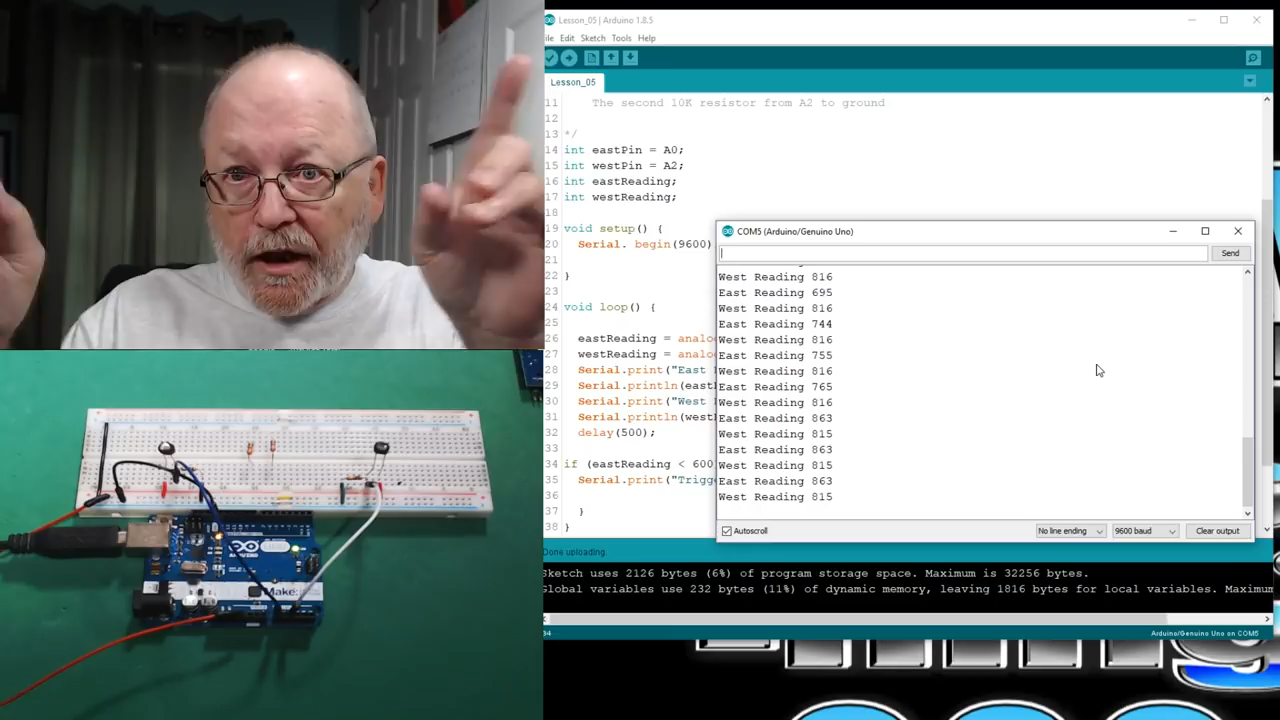 Lesson_05 | Arduino 1.8.5
ile Edit Sketch Tools Help
Lesson_05
11 The second 10K resistor from A2 to ground
12
13 */
14 int eastPin = A0;
15 int westPin = A2;
16 int eastReading;
17 int westReading;
18
19 void setup() {
20 Serial. begin(9600)
21
22 }
23
24 void loop() {
25
26 eastReading = analo
27 westReading = analo
28 Serial.print("East
29 Serial.println(east
30 Serial.print("West
31 Serial.println(west
32 delay(500);
33
34 if (eastReading < 600
35 Serial.print("Trigg
36
37 }
38 }
COM5 (Arduino/Genuino Uno)
Send
West Reading 816
East Reading 695
West Reading 816
East Reading 744
West Reading 816
East Reading 755
West Reading 816
East Reading 765
West Reading 816
East Reading 863
West Reading 815
East Reading 863
West Reading 815
East Reading 863
West Reading 815
Autoscroll
No line ending
9600 baud
Clear output
Done uploading.
Sketch uses 2126 bytes (6%) of program storage space. Maximum is 32256 bytes.
Global variables use 232 bytes (11%) of dynamic memory, leaving 1816 bytes for local variables. Maximum
34
Arduino/Genuino Uno on COM5
ARDUINO
Make: